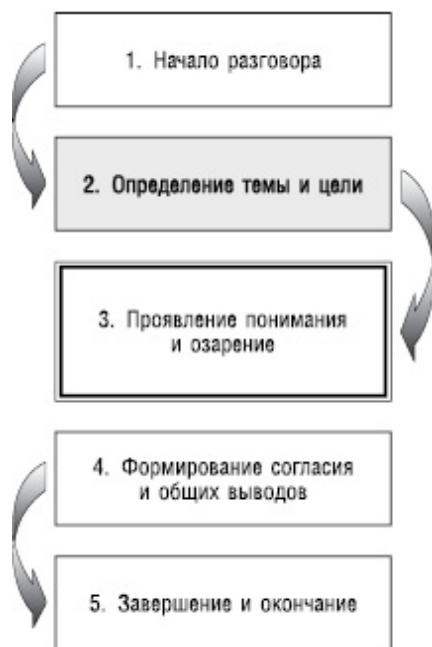 1. Начало разговора
2. Определение темы и цели
3. Проявление понимания
и озарение
4. Формирование согласия
и общих выводов
5. Завершение и окончание